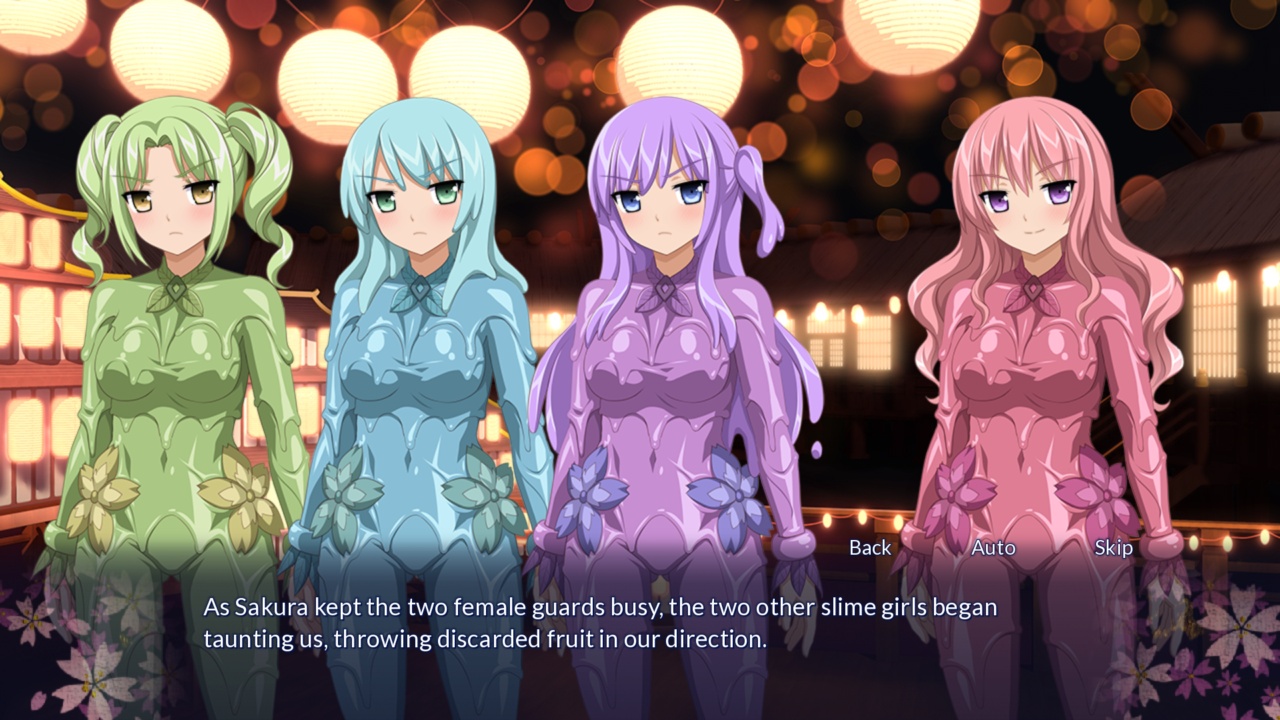 Back Auto Skip
As Sakura kept the two female guards busy, the two other slime girls began
taunting us, throwing discarded fruit in our direction.